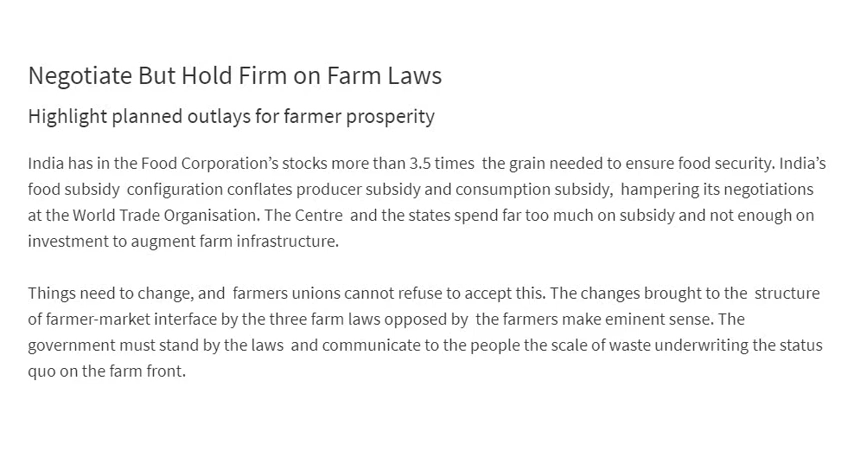 Negotiate But Hold Firm on Farm Laws
Highlight planned outlays for farmer prosperity
India has in the Food Corporation’s stocks more than 3.5 times the grain needed to ensure food security. India’s
food subsidy configuration conflates producer subsidy and consumption subsidy, hampering its negotiations
at the World Trade Organisation. The Centre and the states spend far too much on subsidy and not enough on
investment to augment farm infrastructure.
Things need to change, and farmers unions cannot refuse to accept this. The changes brought to the structure
of farmer-market interface by the three farm laws opposed by the farmers make eminent sense. The
government must stand by the laws and communicate to the people the scale of waste underwriting the status
quo on the farm front.